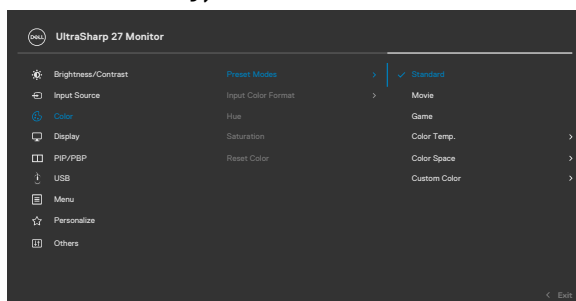 DELL UltraSharp 27 Monitor
Brightness/Contrast Preset Modes > ✓ Standard
Input Source Input Color Format > Movie
Color Hue Game
Display Saturation Color Temp. >
PIP/PBP Reset Color Color Space >
USB Custom Color >
Menu
Personalize
Others
< Exit